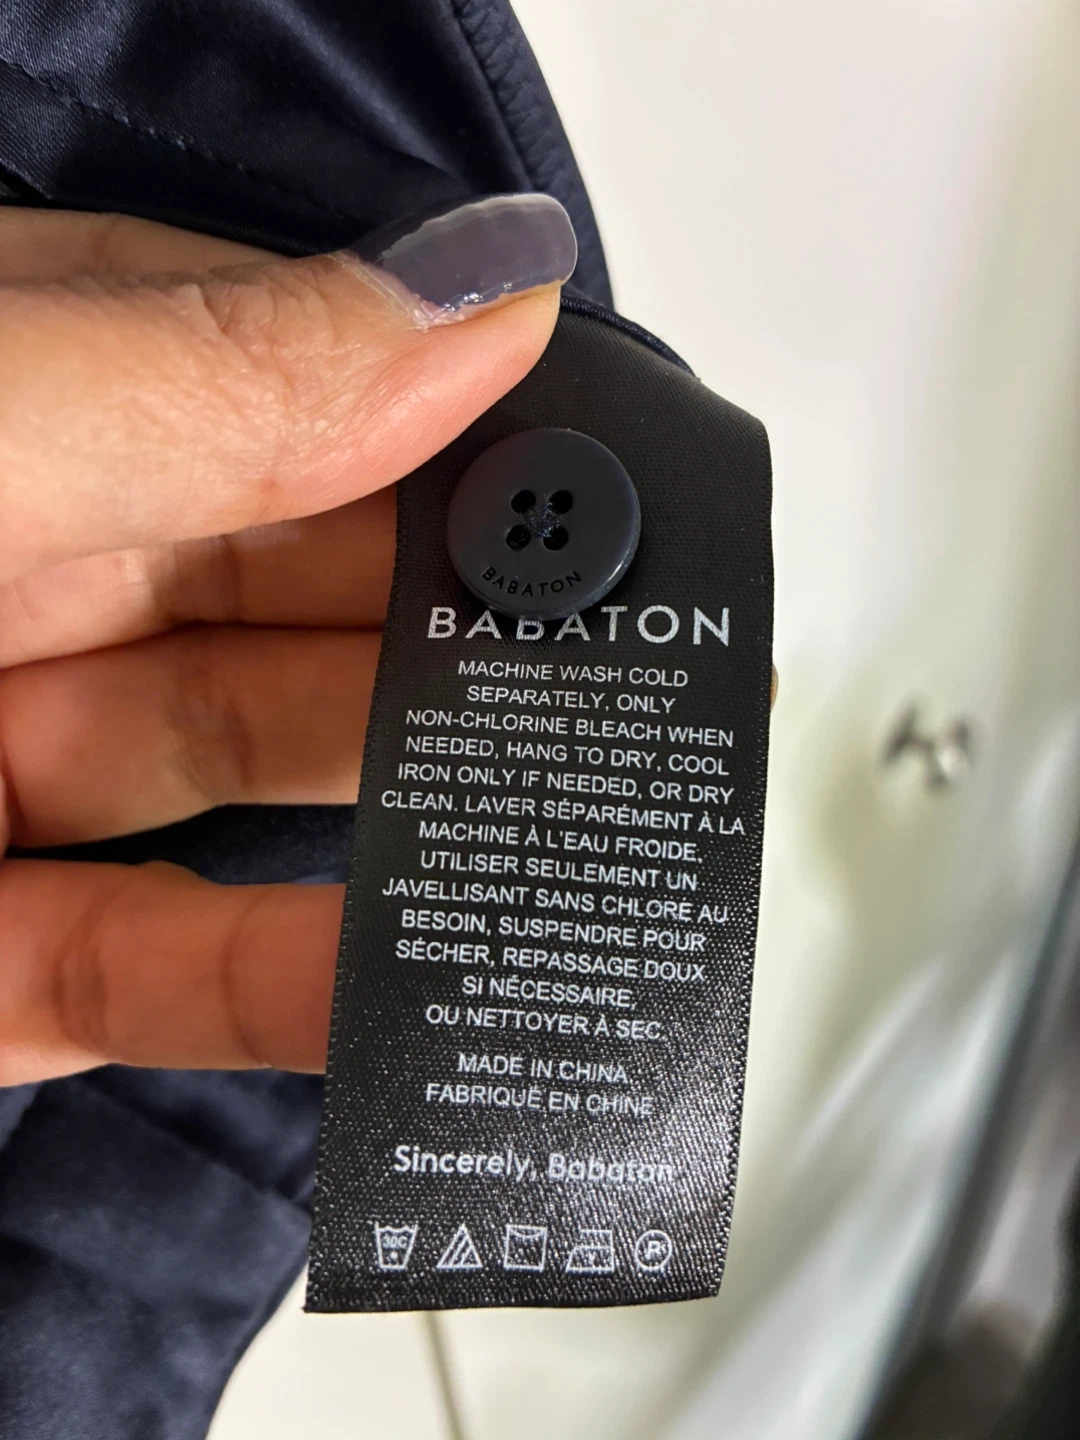 BABATON
BABATON
MACHINE WASH COLD
SEPARATELY, ONLY
NON-CHLORINE BLEACH WHEN
NEEDED, HANG TO DRY, COOL
IRON ONLY IF NEEDED, OR DRY
CLEAN. LAVER SÉPARÉMENT À LA
MACHINE À L'EAU FROIDE,
UTILISER SEULEMENT UN
JAVELLISANT SANS CHLORE AU
BESOIN, SUSPENDRE POUR
SÉCHER, REPASSAGE DOUX
SI NÉCESSAIRE,
OU NETTOYER À SEC.
MADE IN CHINA
FABRIQUÉ EN CHINE
Sincerely, Babaton
30C
P